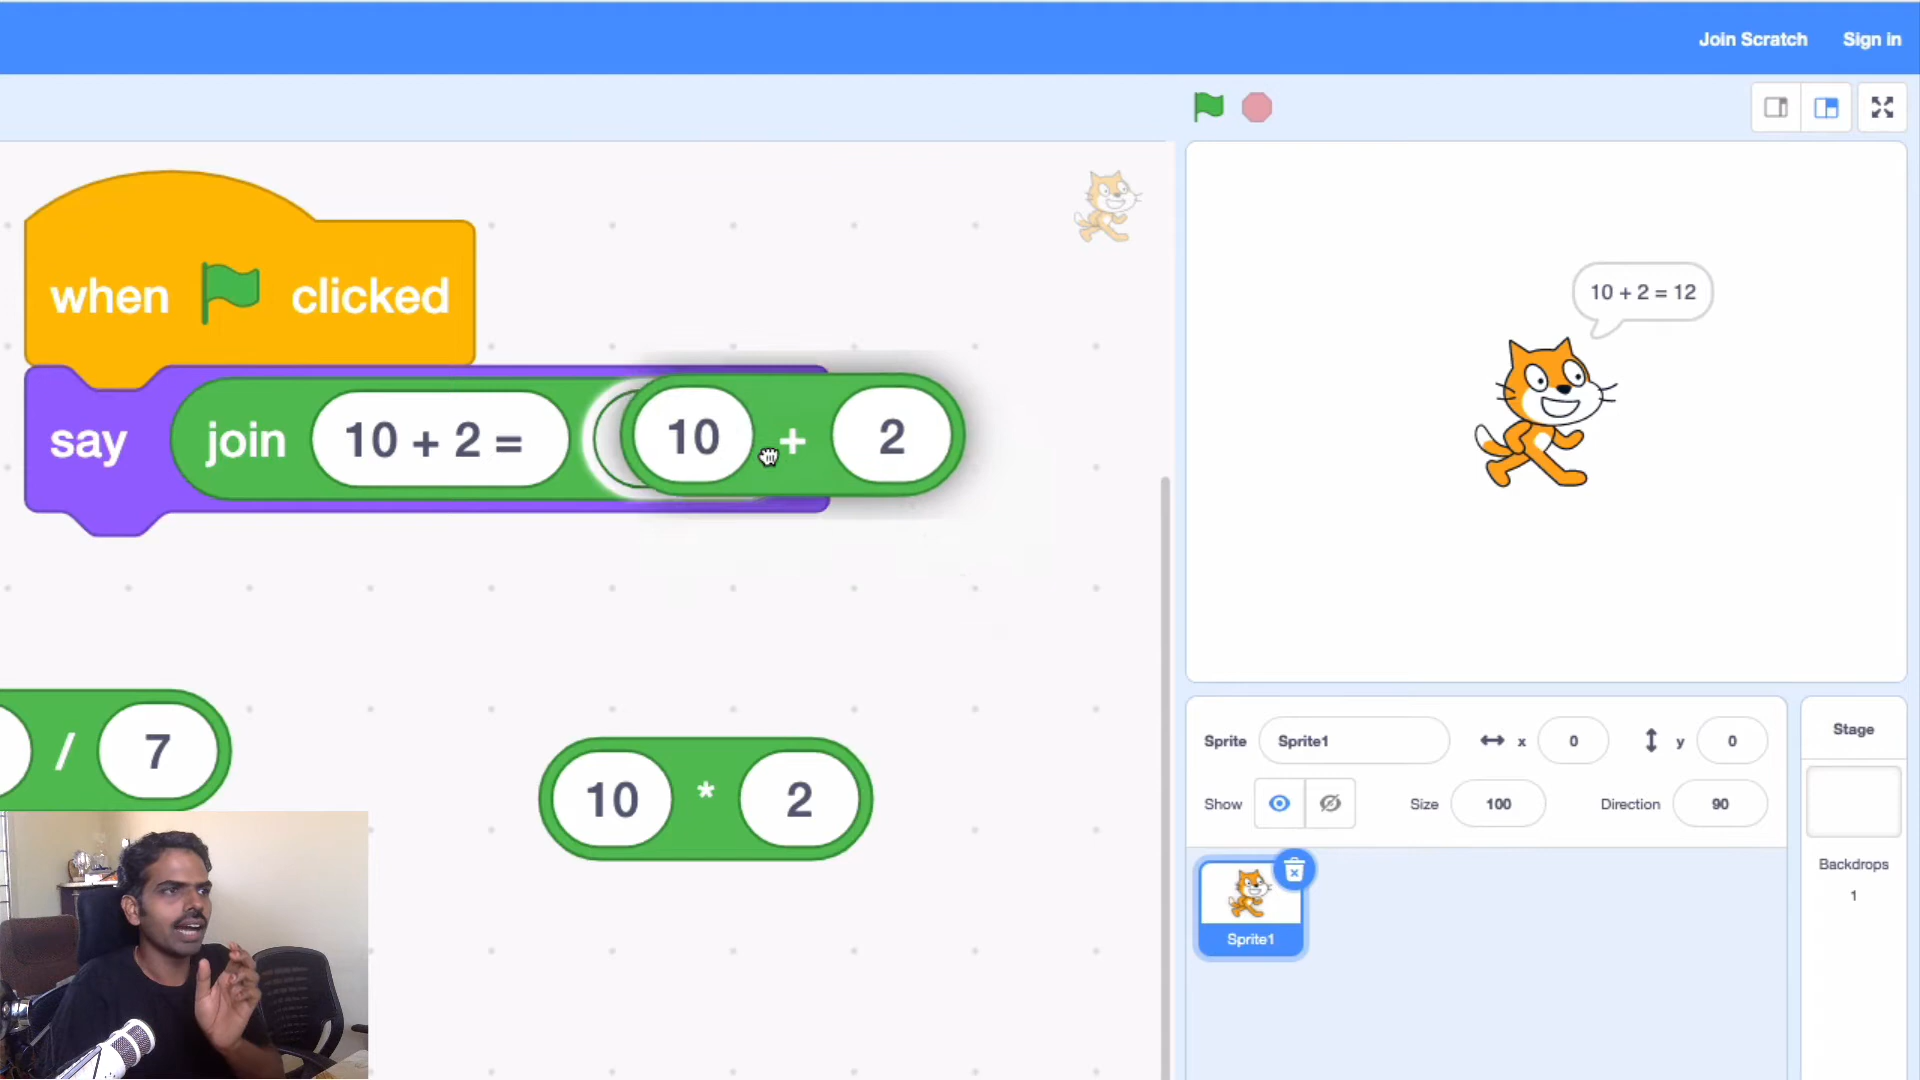 Join Scratch
Sign in
when clicked
say join 10 + 2 = 10 + 2
10 + 2 = 12
/ 7
10 * 2
Sprite Sprite1 x 0 y 0
Show Size 100 Direction 90
Stage
Backdrops
1
Sprite1